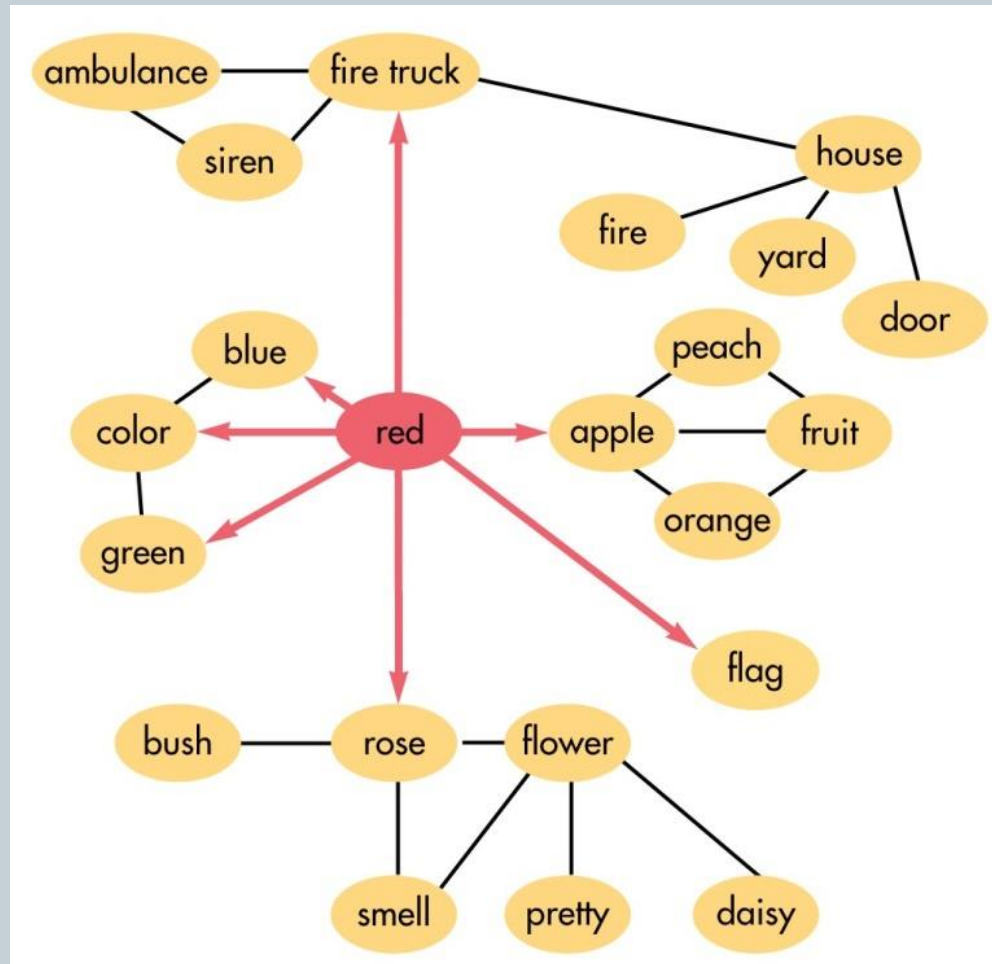 ambulance
fire truck
siren
house
fire
yard
door
blue
peach
color
red
apple
fruit
orange
green
flag
bush
rose
flower
smell
pretty
daisy